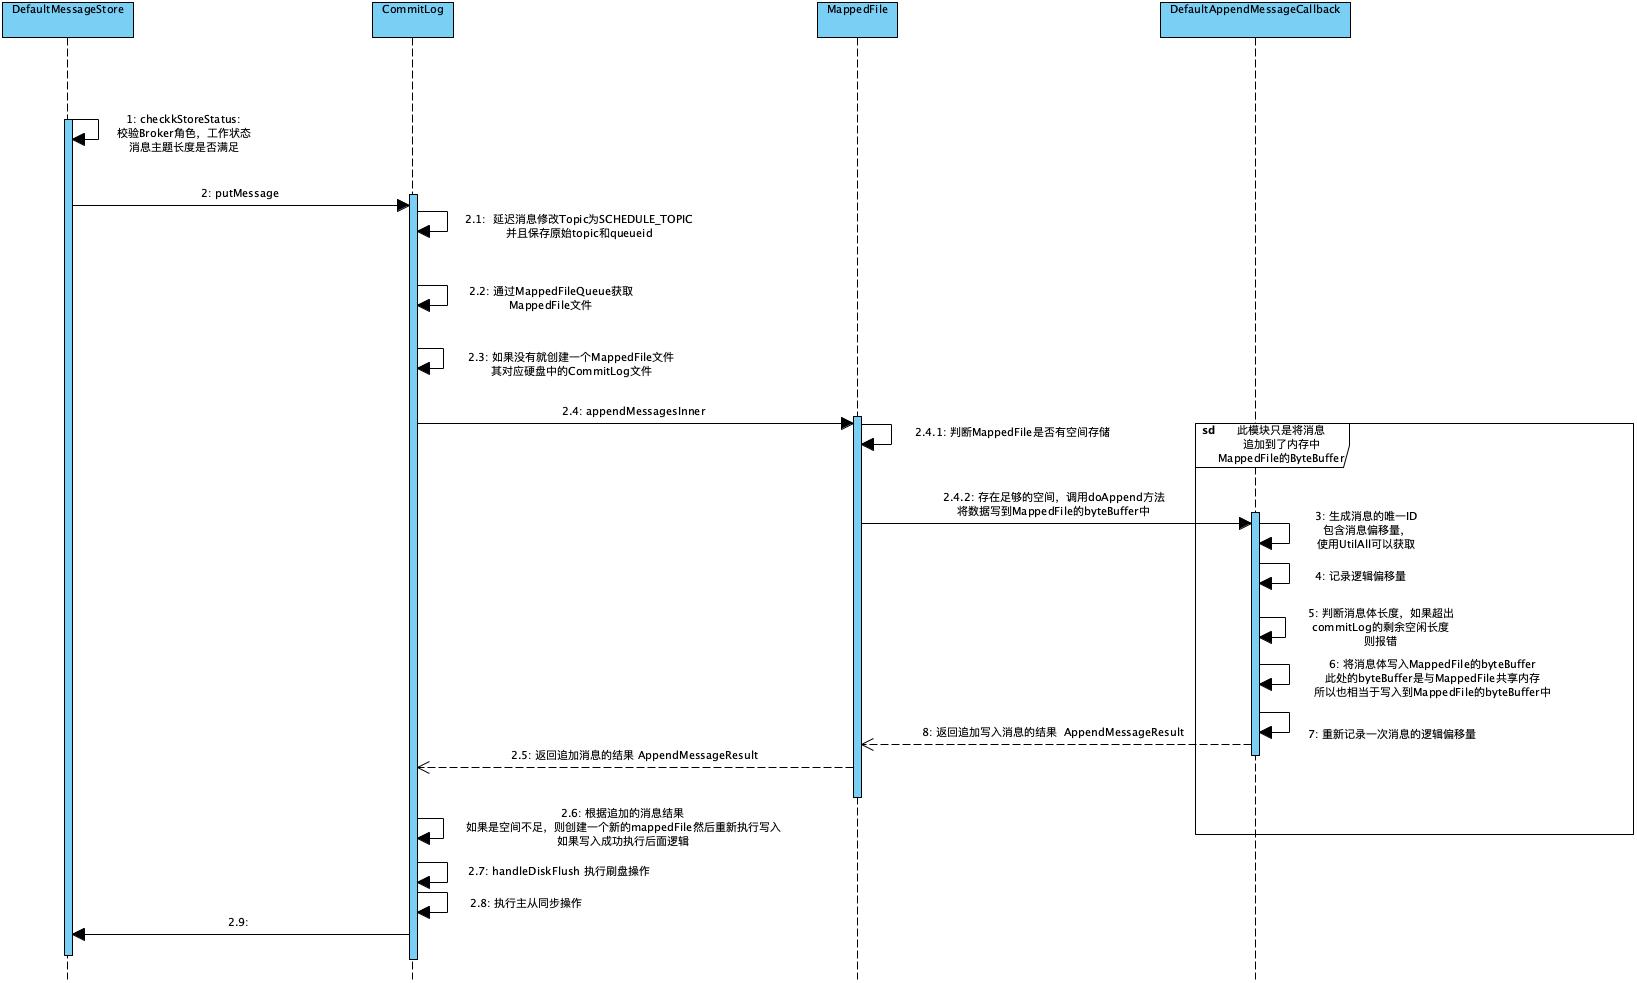 DefaultMessageStore
CommitLog
MappedFile
DefaultAppendMessageCallback
1: checkkStoreStatus:
校验Broker角色，工作状态
消息主题长度是否满足
2: putMessage
2.1:  延迟消息修改Topic为SCHEDULE_TOPIC
并且保存原始topic和queueid
2.2: 通过MappedFileQueue获取
MappedFile文件
2.3: 如果没有就创建一个MappedFile文件
其对应硬盘中的CommitLog文件
2.4: appendMessagesInner
2.4.1: 判断MappedFile是否有空间存储
sd 此模块只是将消息
追加到了内存中
MappedFile的ByteBuffer
2.4.2: 存在足够的空间，调用doAppend方法
将数据写到MappedFile的byteBuffer中
3: 生成消息的唯一ID
包含消息偏移量，
使用UtilAll可以获取
4: 记录逻辑偏移量
5: 判断消息体长度，如果超出
commitLog的剩余空闲长度
则报错
6: 将消息体写入MappedFile的byteBuffer
此处的byteBuffer是与MappedFile共享内存
所以也相当于写入到MappedFile的byteBuffer中
7: 重新记录一次消息的逻辑偏移量
8: 返回追加写入消息的结果  AppendMessageResult
2.5: 返回追加消息的结果 AppendMessageResult
2.6: 根据追加的消息结果
如果是空间不足，则创建一个新的mappedFile然后重新执行写入
如果写入成功执行后面逻辑
2.7: handleDiskFlush 执行刷盘操作
2.8: 执行主从同步操作
2.9: